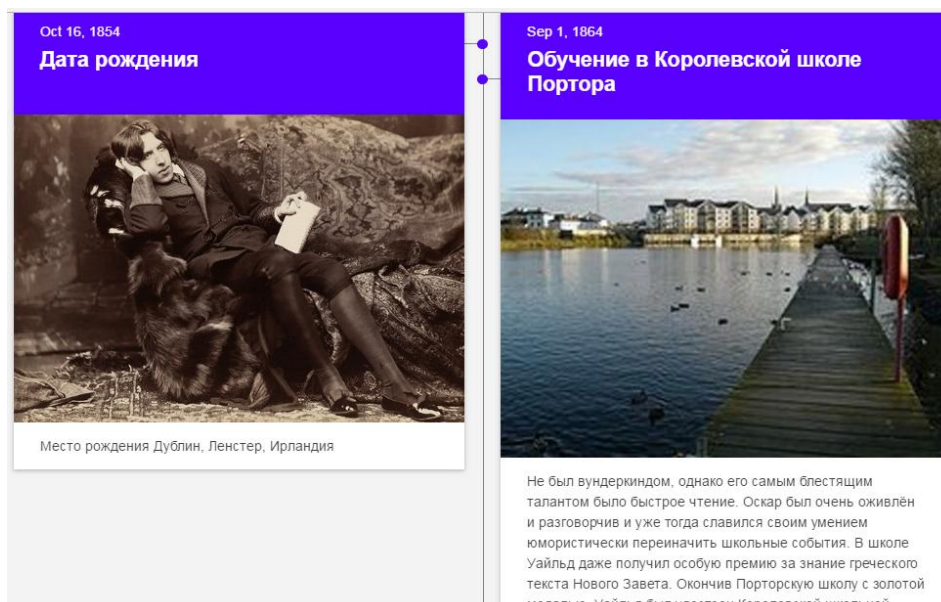 Oct 16, 1854
Дата рождения
Место рождения Дублин, Ленстер, Ирландия
Sep 1, 1864
Обучение в Королевской школе
Портора
Не был вундеркиндом, однако его самым блестящим
талантом было быстрое чтение. Оскар был очень оживлён
и разговорчив и уже тогда славился своим умением
юмористически переиначить школьные события. В школе
Уайльд даже получил особую премию за знание греческого
текста Нового Завета. Окончив Порторскую школу с золотой